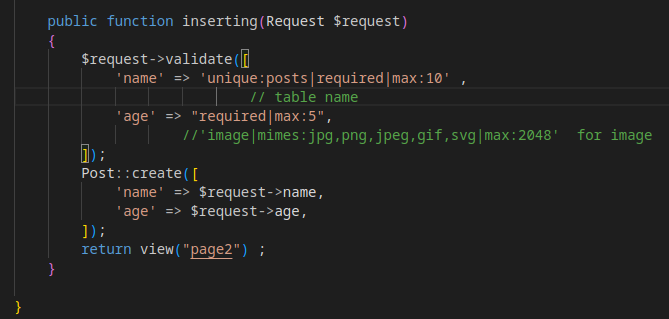 public function inserting(Request $request)
{
$request->validate([
'name' => 'unique:posts|required|max:10' ,
// table name
'age' => "required|max:5",
//'image|mimes:jpg,png,jpeg,gif,svg|max:2048'  for image
]);
Post::create([
'name' => $request->name,
'age' => $request->age,
]);
return view("page2") ;
}
}